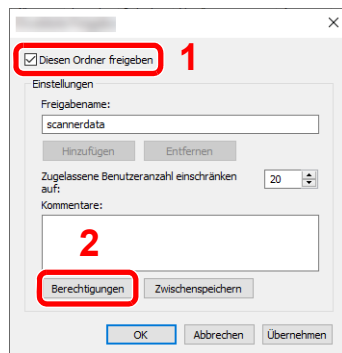 Diesen Ordner freigeben
1
Einstellungen
Freigabename:
scannerdata
Hinzufügen Entfernen
Zugelassene Benutzeranzahl einschränken
auf:
20
Kommentare:
2
Berechtigungen Zwischenspeichern
OK Abbrechen Übernehmen